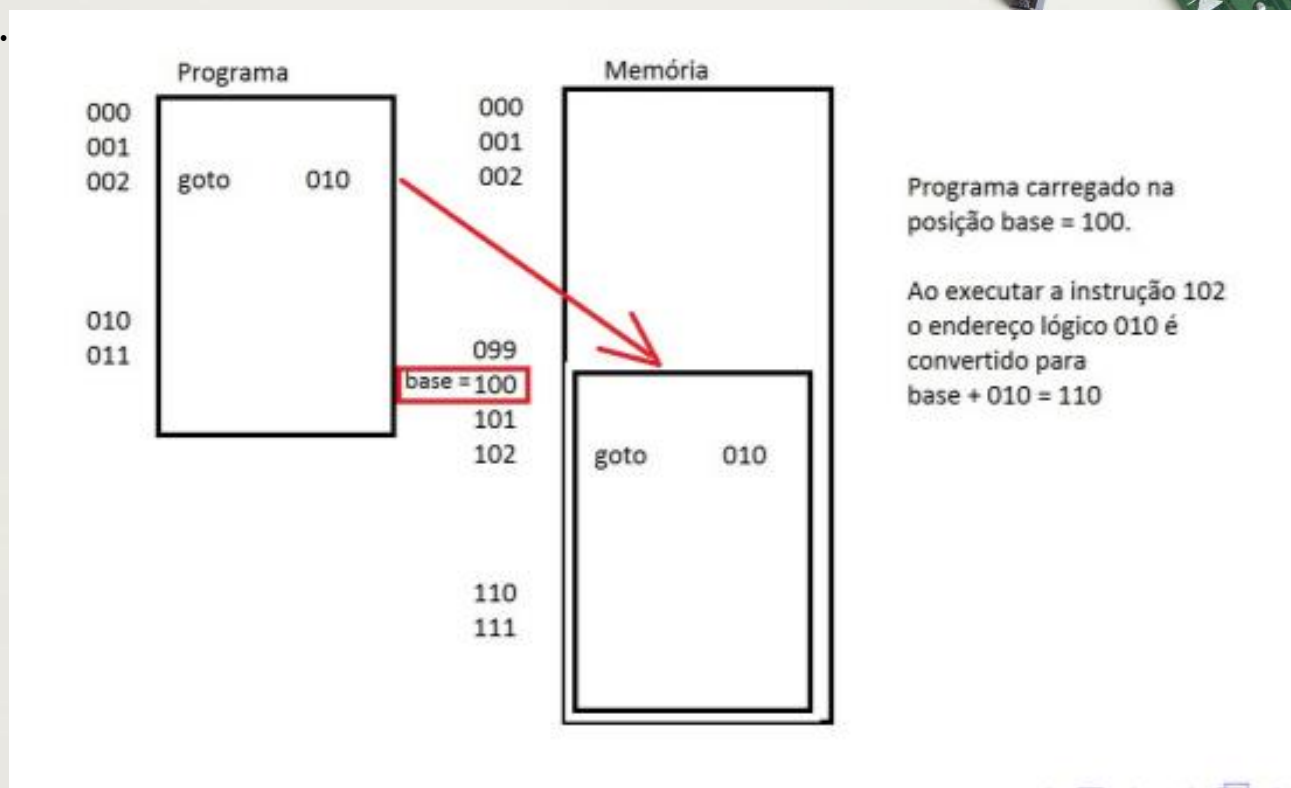 Programa
000
001
002 goto 010
010
011
Memória
000
001
002
099
base = 100
101
102 goto 010
110
111
Programa carregado na
posição base = 100.
Ao executar a instrução 102
o endereço lógico 010 é
convertido para
base + 010 = 110